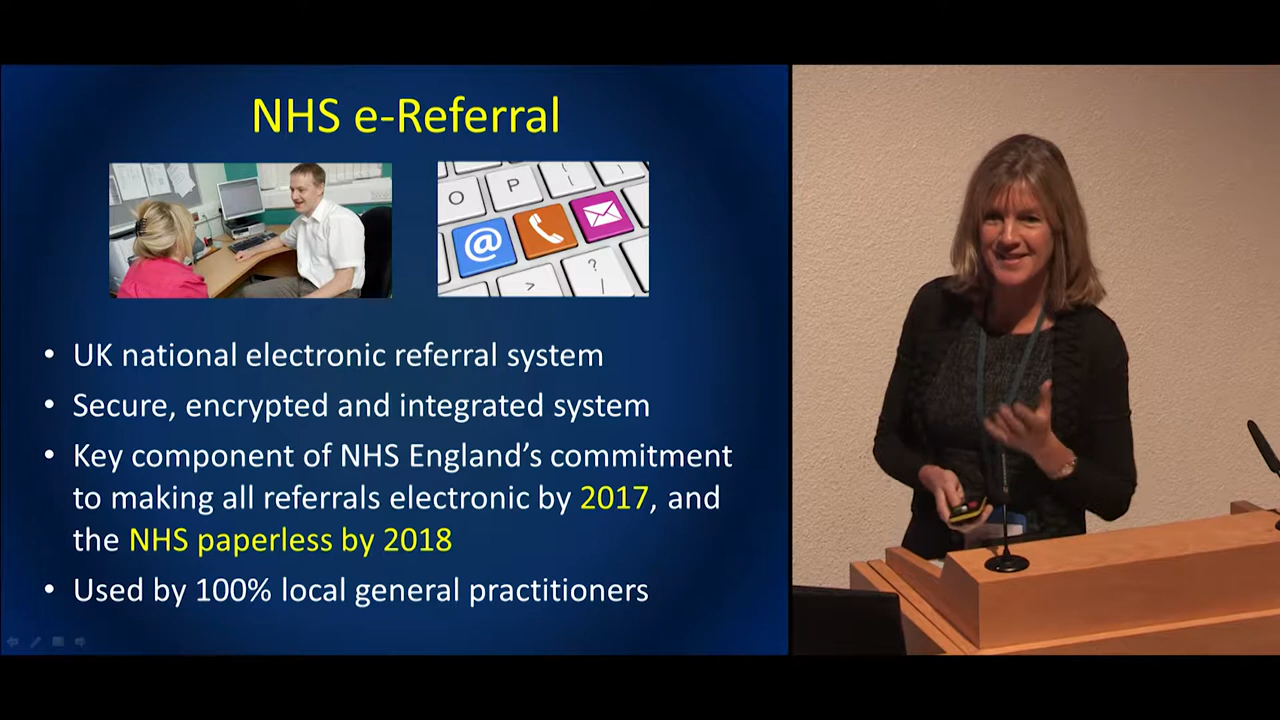 NHS e-Referral
O P
@
?
> /
• UK national electronic referral system
• Secure, encrypted and integrated system
• Key component of NHS England's commitment
to making all referrals electronic by 2017, and
the NHS paperless by 2018
• Used by 100% local general practitioners